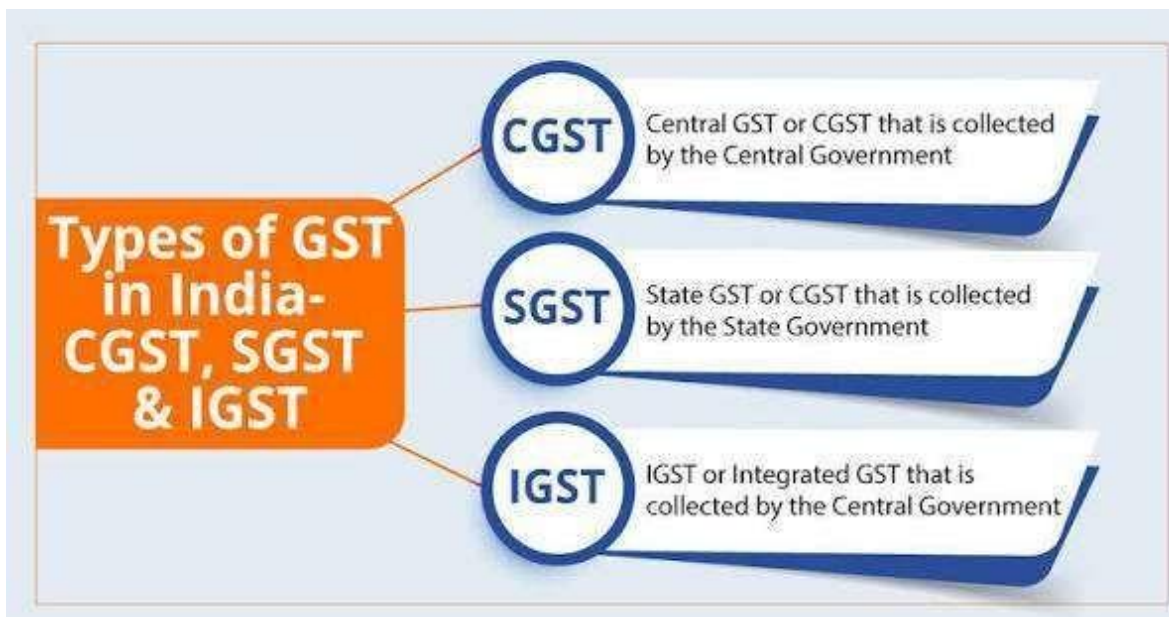 Types of GST
in India-
CGST, SGST
& IGST
CGST
Central GST or CGST that is collected
by the Central Government
SGST
State GST or CGST that is collected
by the State Government
IGST
IGST or Integrated GST that is
collected by the Central Government